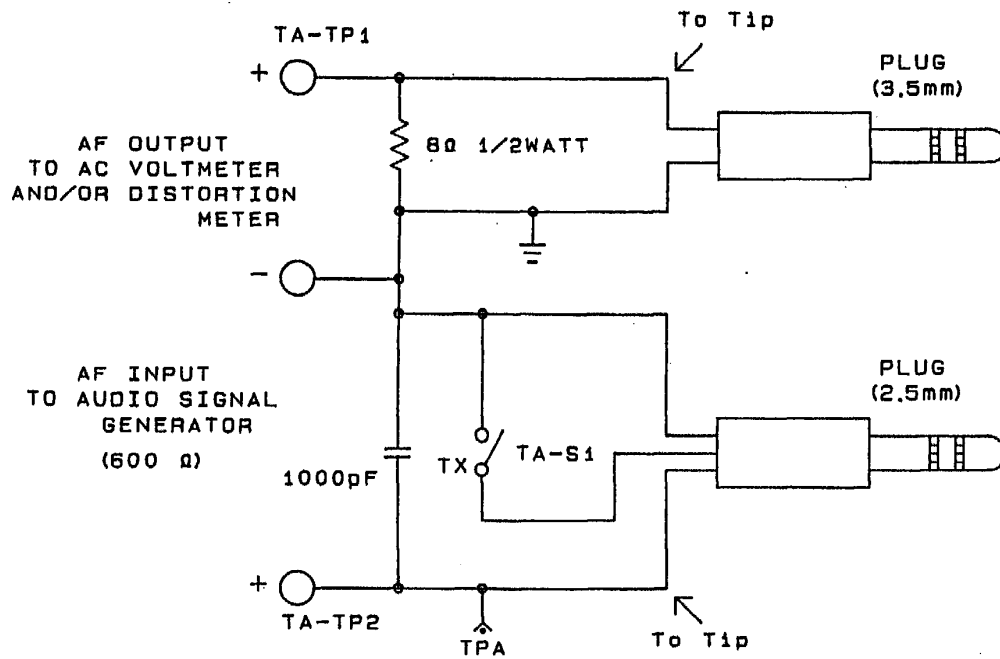 TA-TP1
+
To Tip
PLUG
(3.5mm)
8Ω 1/2WATT
AF OUTPUT
TO AC VOLTMETER
AND/OR DISTORTION
METER
-
AF INPUT
TO AUDIO SIGNAL
GENERATOR
(600 Ω)
PLUG
(2.5mm)
TX
TA-S1
1000pF
+
TA-TP2
TPA
To Tip